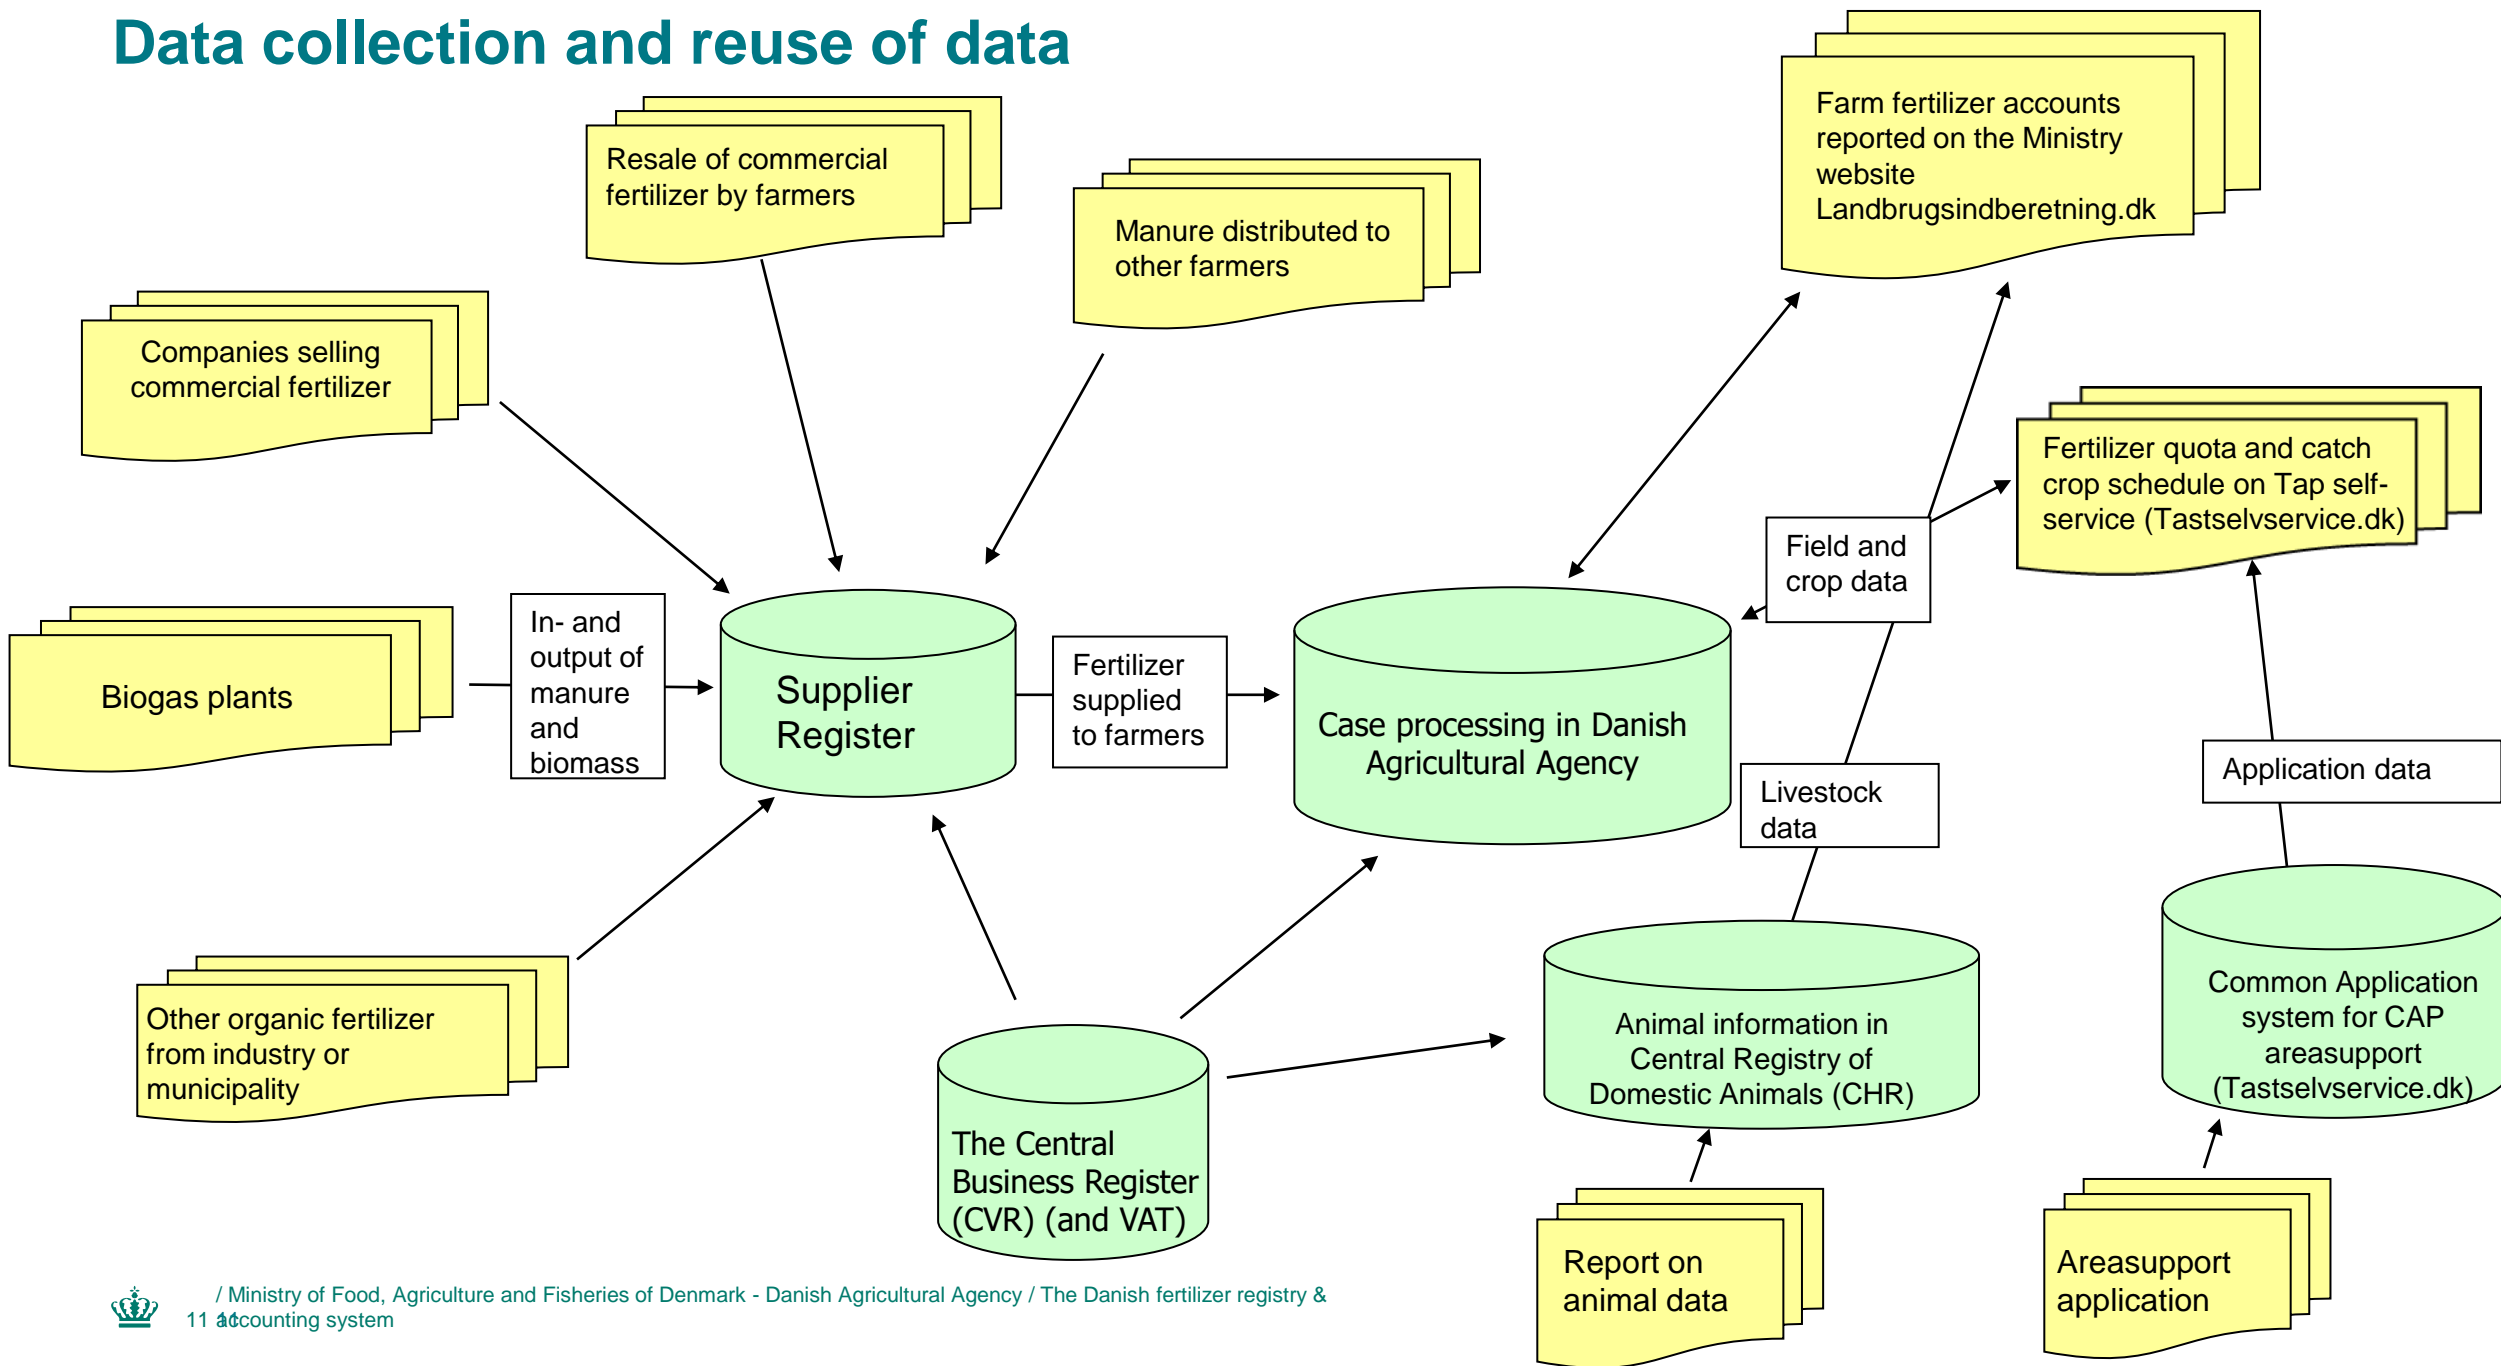 Data collection and reuse of data
Farm fertilizer accounts
reported on the Ministry
website
Landbrugsindberetning.dk
Resale of commercial
fertilizer by farmers
Manure distributed to
other farmers
Companies selling
commercial fertilizer
Fertilizer quota and catch
crop schedule on Tap self-
service (Tastselvservice.dk)
Field and
crop data
In- and
output of
manure
and
biomass
Biogas plants
Supplier
Register
Fertilizer
supplied
to farmers
Case processing in Danish
Agricultural Agency
Livestock
data
Application data
Other organic fertilizer
from industry or
municipality
The Central
Business Register
(CVR) (and VAT)
Animal information in
Central Registry of
Domestic Animals (CHR)
Common Application
system for CAP
areasupport
(Tastselvservice.dk)
Report on
animal data
Areasupport
application
/ Ministry of Food, Agriculture and Fisheries of Denmark - Danish Agricultural Agency / The Danish fertilizer registry &
11 11 accounting system